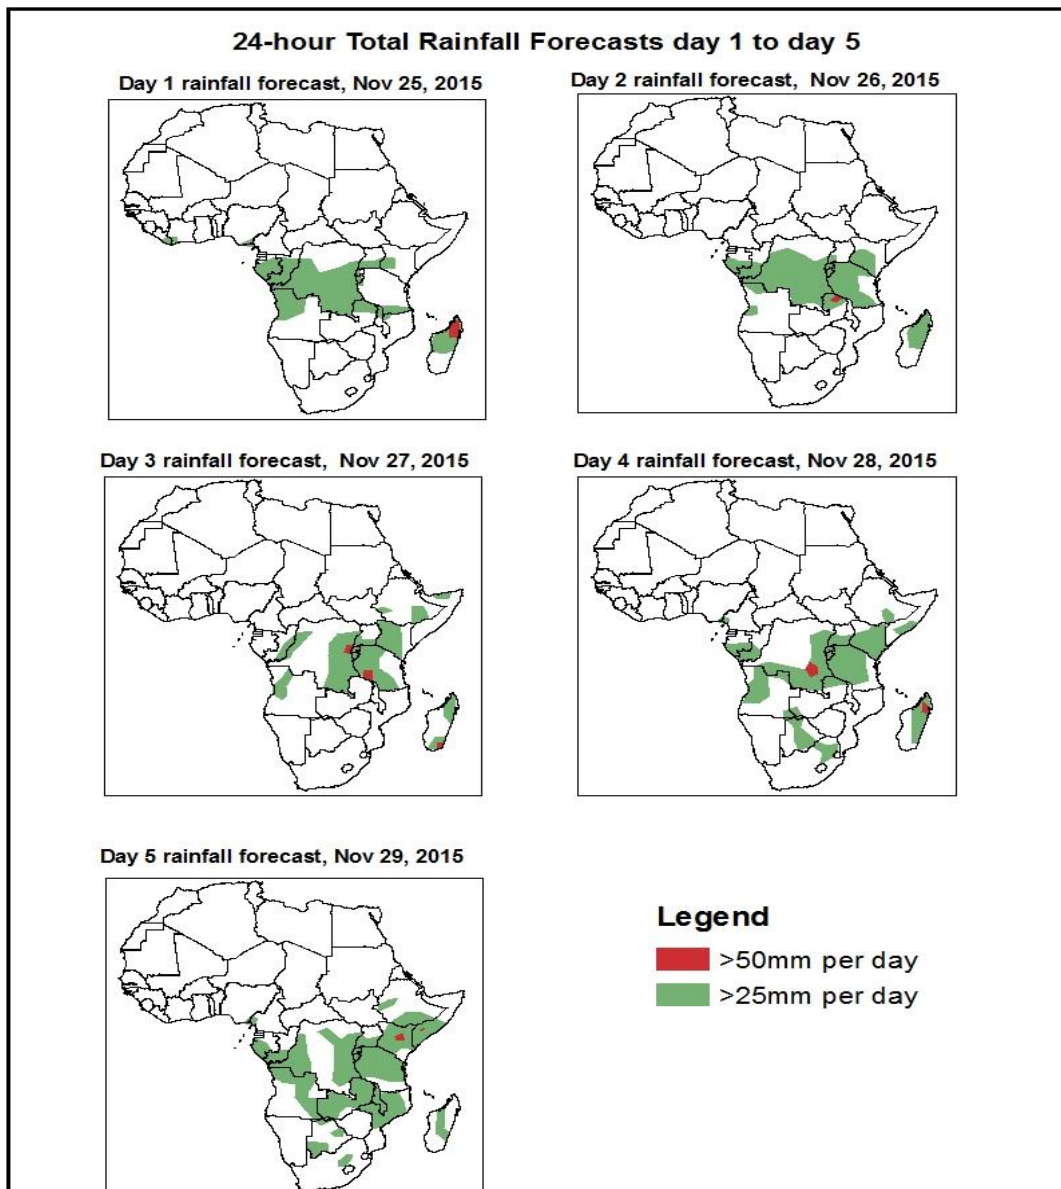 24-hour Total Rainfall Forecasts day 1 to day 5
Day 1 rainfall forecast, Nov 25, 2015
Day 2 rainfall forecast, Nov 26, 2015
Day 3 rainfall forecast, Nov 27, 2015
Day 4 rainfall forecast, Nov 28, 2015
Day 5 rainfall forecast, Nov 29, 2015
Legend
>50mm per day
>25mm per day